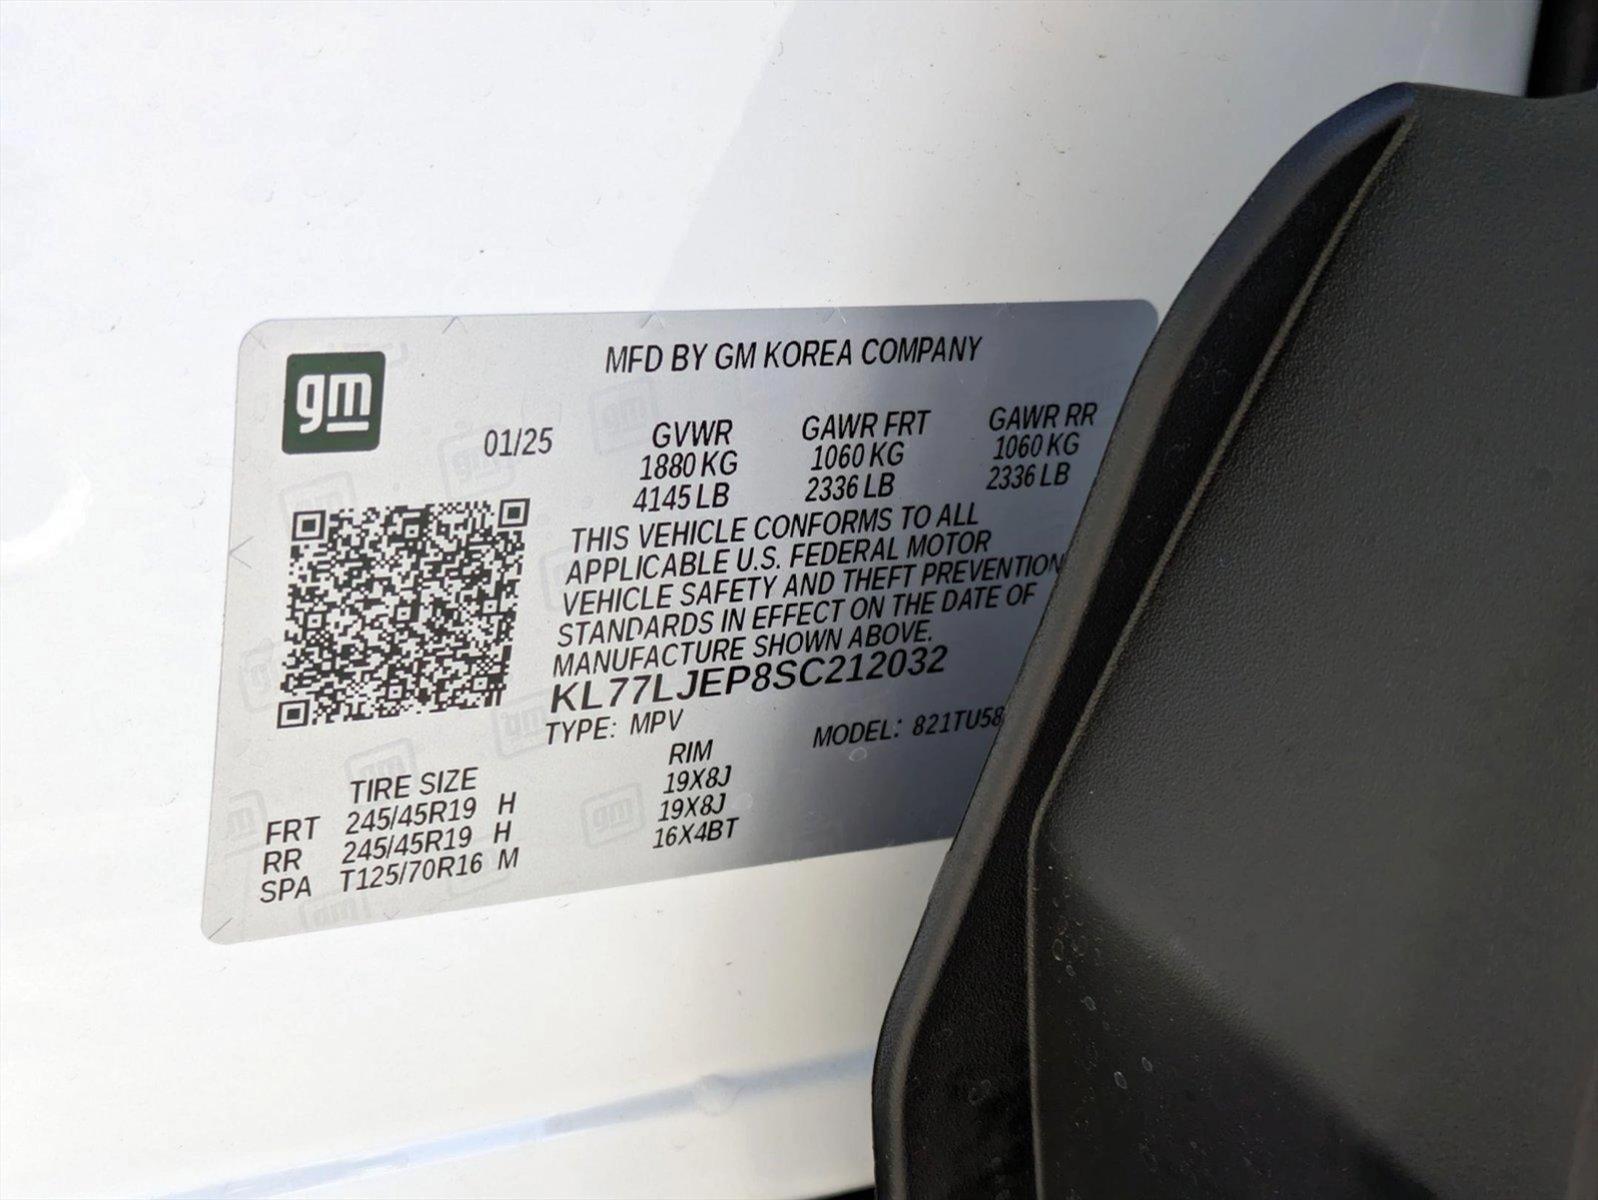 gm
MFD BY GM KOREA COMPANY
01/25 GVWR GAWR FRT GAWR RR
1880 KG 1060 KG 1060 KG
4145 LB 2336 LB 2336 LB
THIS VEHICLE CONFORMS TO ALL
APPLICABLE U.S. FEDERAL MOTOR
VEHICLE SAFETY AND THEFT PREVENTION
STANDARDS IN EFFECT ON THE DATE OF
MANUFACTURE SHOWN ABOVE.
KL77LJEP8SC212032
TYPE: MPV MODEL: 821TU58
TIRE SIZE RIM
FRT 245/45R19 H 19X8J
RR 245/45R19 H 19X8J
SPA T125/70R16 M 16X4BT